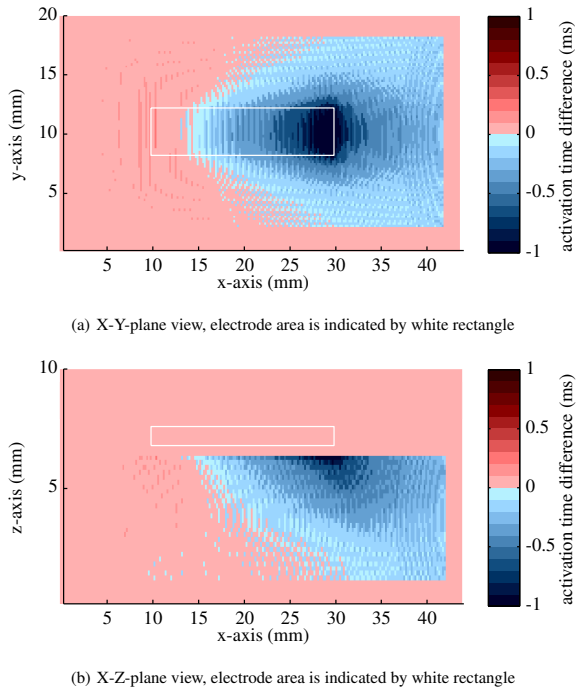 20
15
10
5
y-axis (mm)
5 10 15 20 25 30 35 40
x-axis (mm)
1
0.5
0
-0.5
-1
activation time difference (ms)
(a) X-Y-plane view, electrode area is indicated by white rectangle
10
5
z-axis (mm)
5 10 15 20 25 30 35 40
x-axis (mm)
1
0.5
0
-0.5
-1
activation time difference (ms)
(b) X-Z-plane view, electrode area is indicated by white rectangle